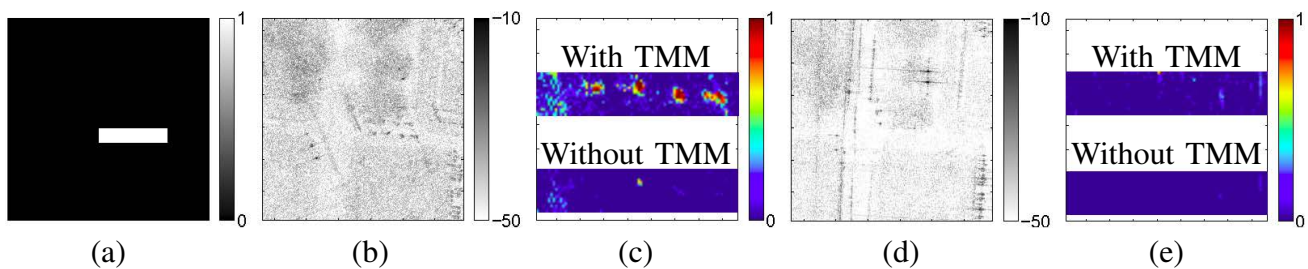 1
0
(a)
−10
−50
(b)
With TMM
Without TMM
1
0
(c)
−10
−50
(d)
With TMM
Without TMM
1
0
(e)